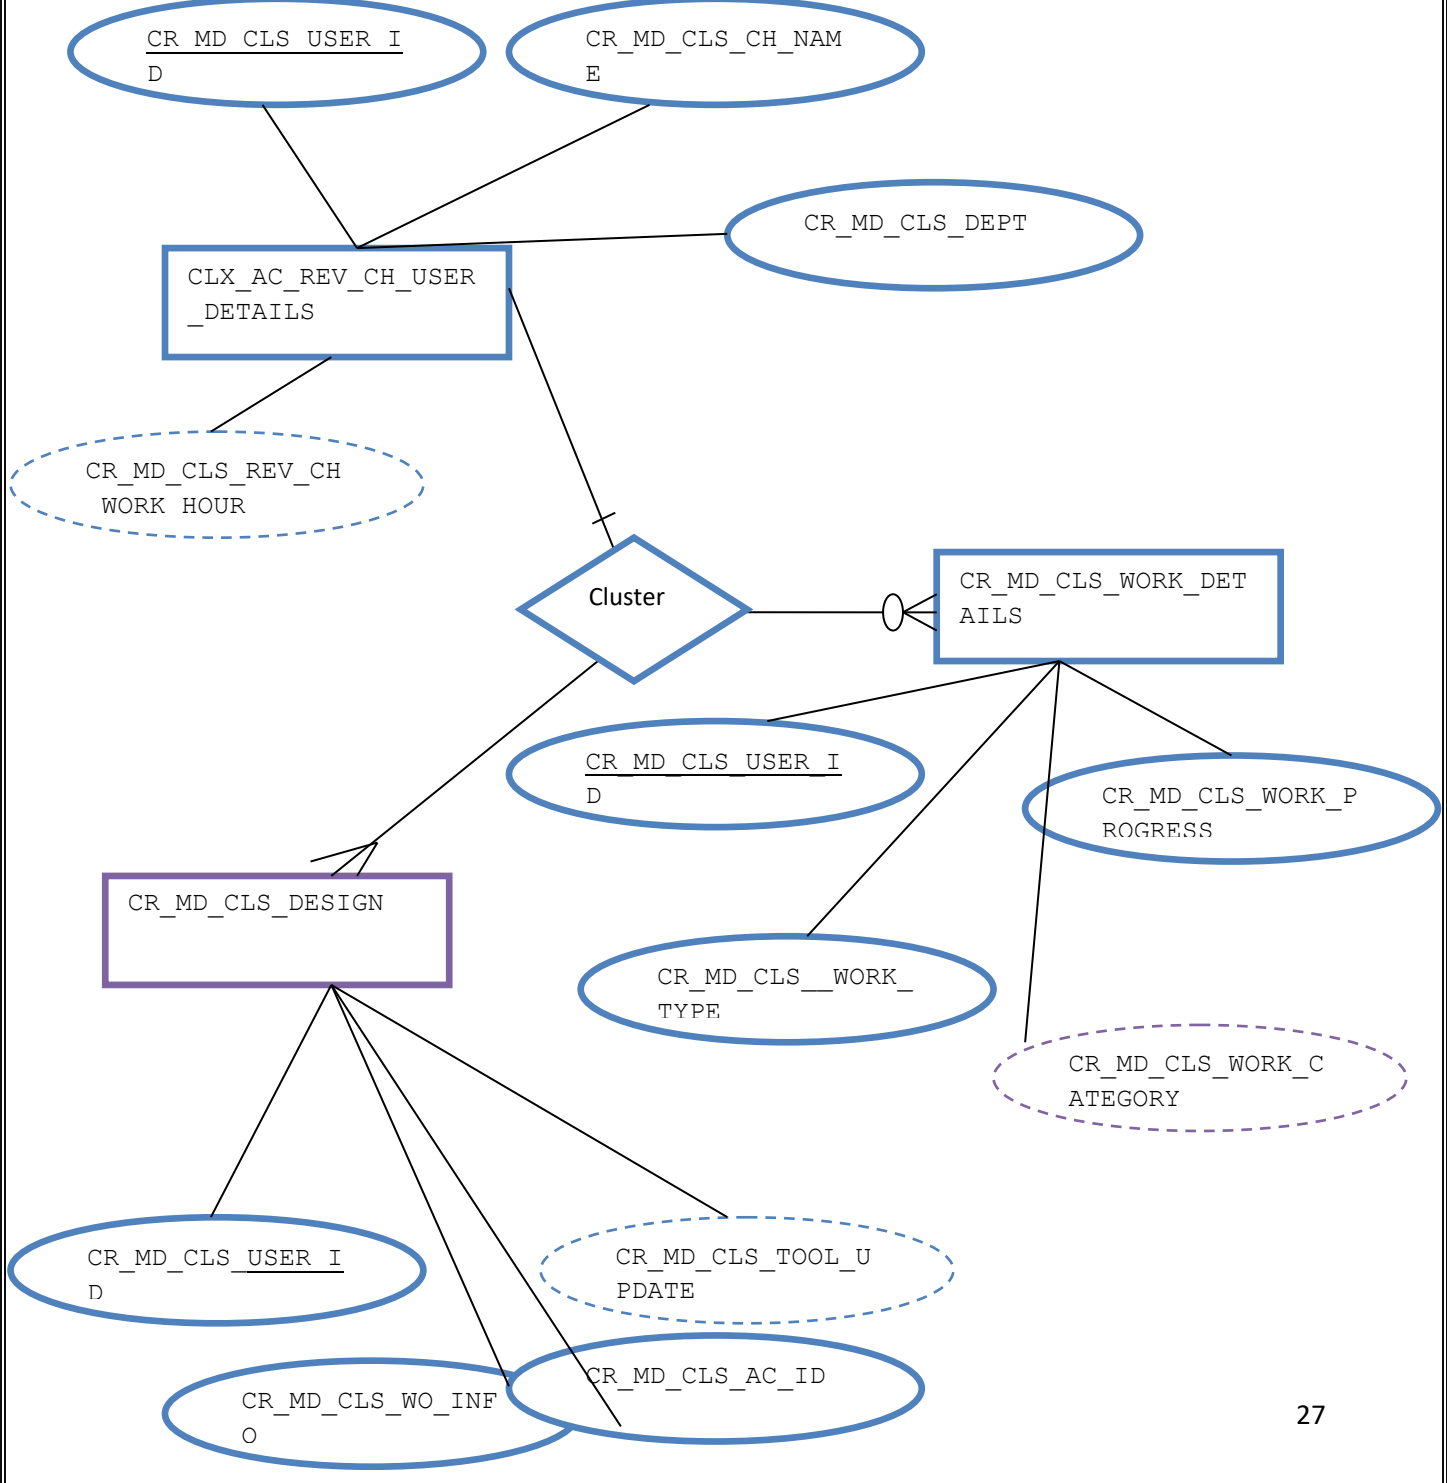 CR_MD_CLS_USER_I
D
CR_MD_CLS_CH_NAM
E
CR_MD_CLS_DEPT
CLX_AC_REV_CH_USER
_DETAILS
CR_MD_CLS_REV_CH
WORK HOUR
Cluster
CR_MD_CLS_WORK_DET
AILS
CR_MD_CLS_USER_I
D
CR_MD_CLS_WORK_P
ROGRESS
CR_MD_CLS_DESIGN
CR_MD_CLS__WORK_
TYPE
CR_MD_CLS_WORK_C
ATEGORY
CR_MD_CLS_USER_I
D
CR_MD_CLS_TOOL_U
PDATE
CR_MD_CLS_AC_ID
CR_MD_CLS_WO_INF
O
27